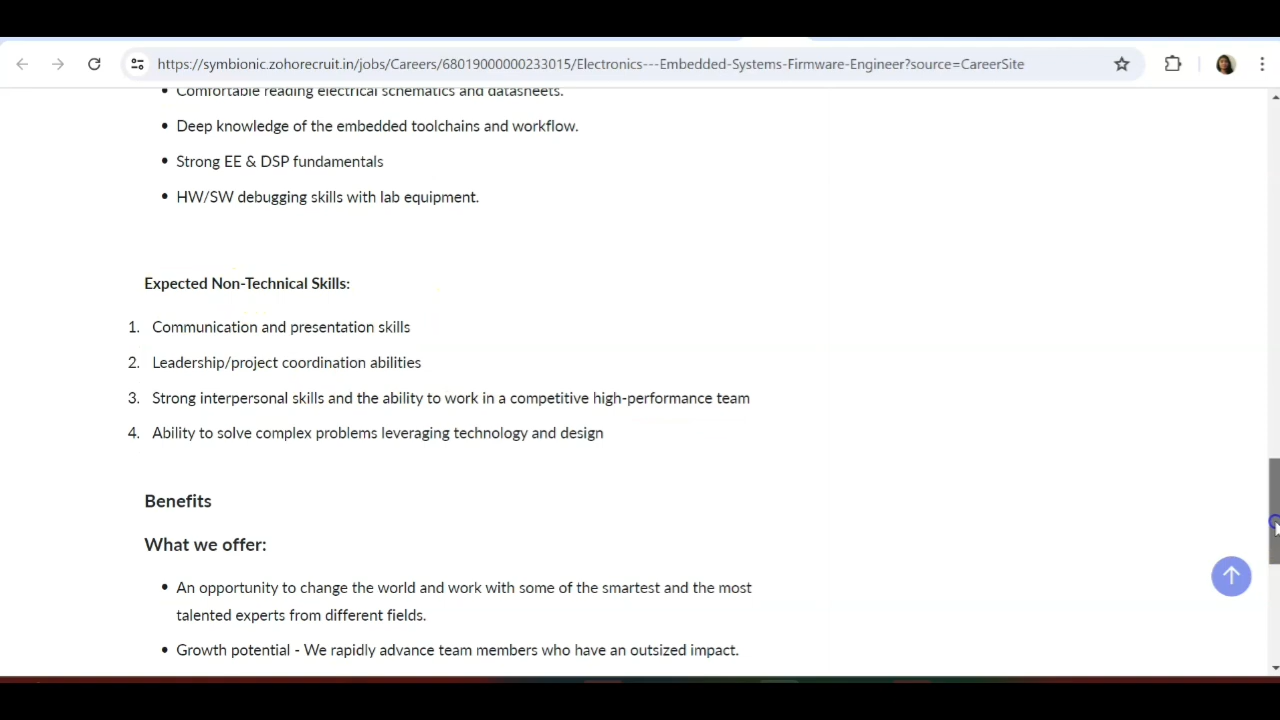 https://symbionic.zohorecruit.in/jobs/Careers/68019000000233015/Electronics---Embedded-Systems-Firmware-Engineer?source=CareerSite
• Comfortable reading electrical schematics and datasheets.
• Deep knowledge of the embedded toolchains and workflow.
• Strong EE & DSP fundamentals
• HW/SW debugging skills with lab equipment.
Expected Non-Technical Skills:
1. Communication and presentation skills
2. Leadership/project coordination abilities
3. Strong interpersonal skills and the ability to work in a competitive high-performance team
4. Ability to solve complex problems leveraging technology and design
Benefits
What we offer:
• An opportunity to change the world and work with some of the smartest and the most
talented experts from different fields.
• Growth potential - We rapidly advance team members who have an outsized impact.